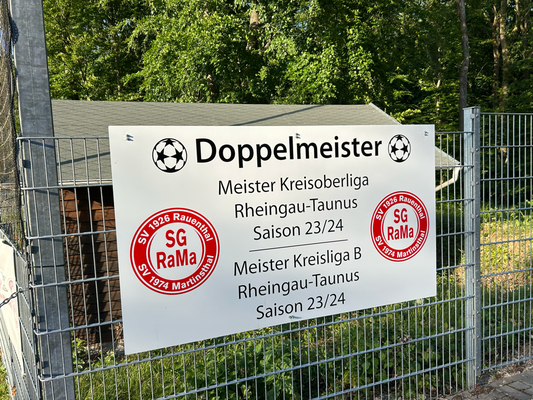 Doppelmeister
Meister Kreisoberliga
Rheingau-Taunus
Saison 23/24
Meister Kreisliga B
Rheingau-Taunus
Saison 23/24
SV 1926 Rauenthal
SG
RaMa
SV 1974 Martinsthal
SV 1926 Rauenthal
SG
RaMa
SV 1974 Martinsthal